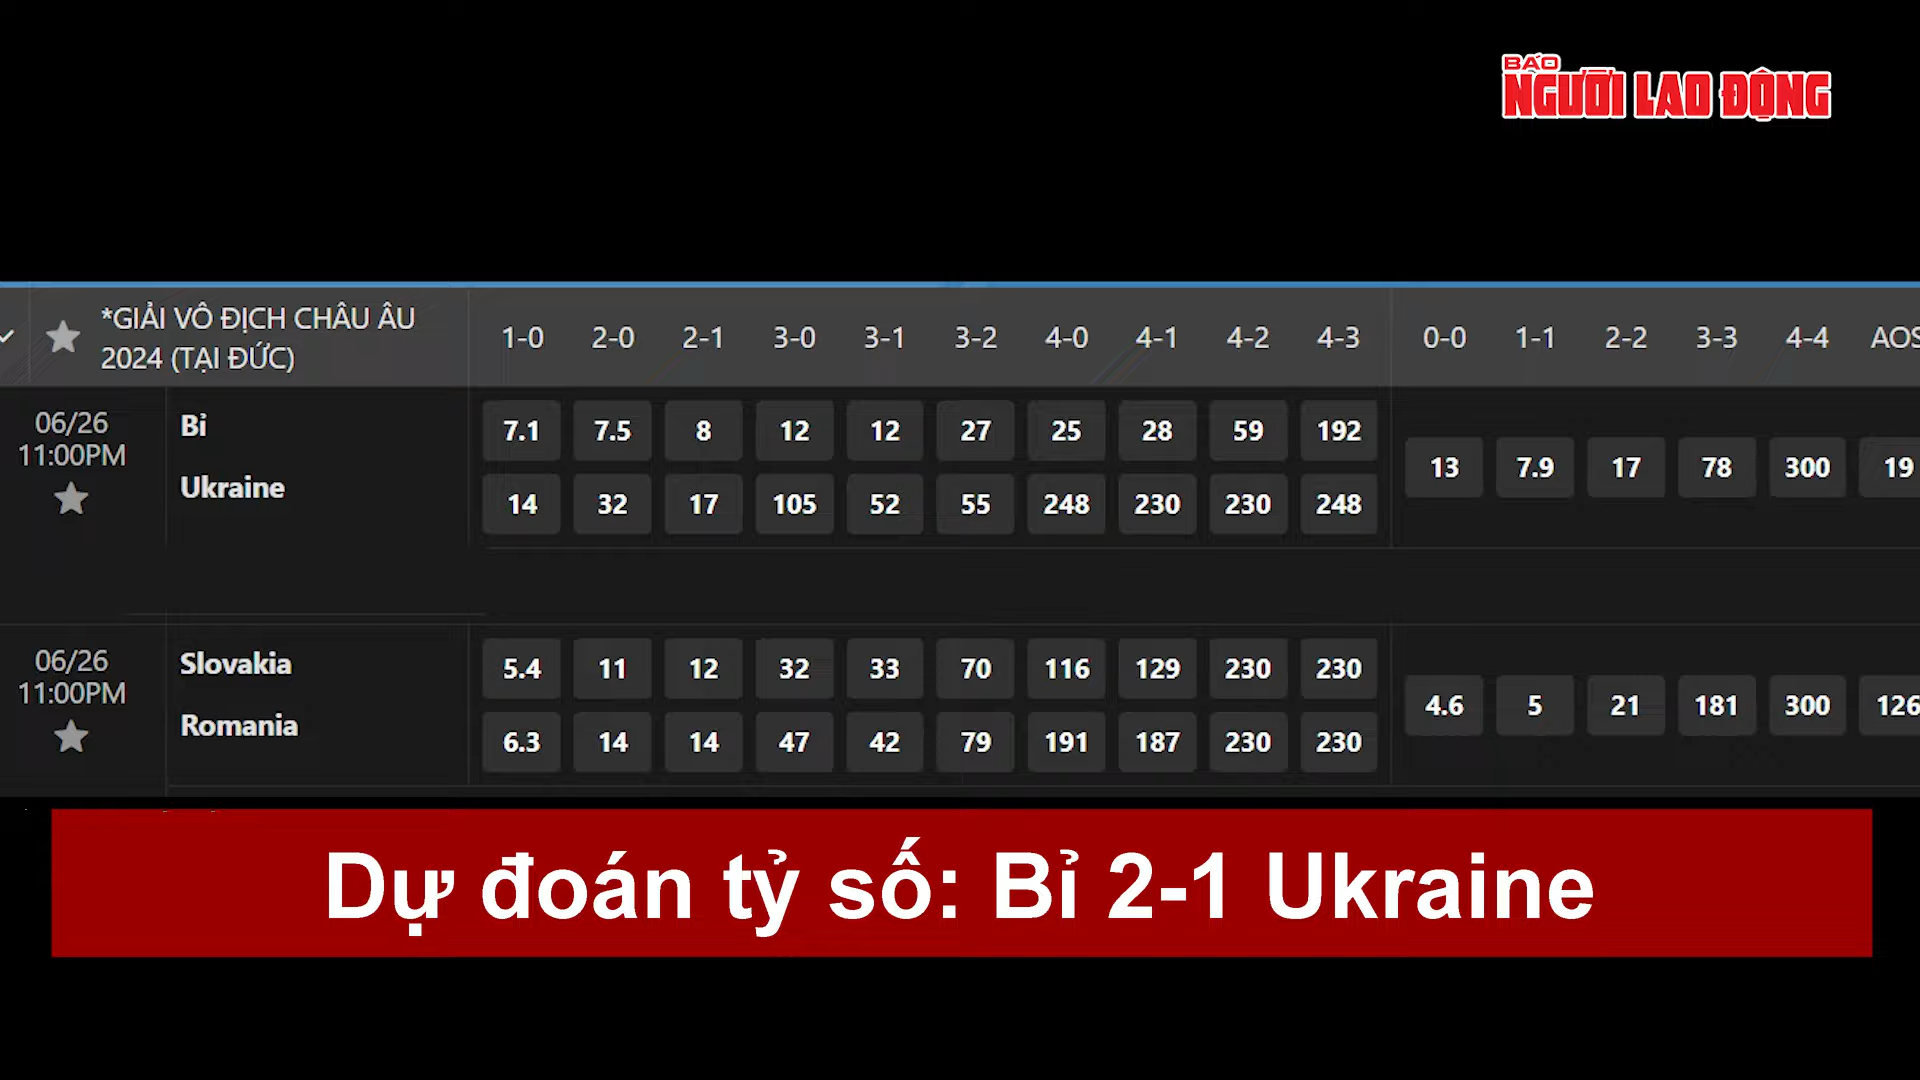 BÁO
NGƯỜI LAO ĐỘNG
*GIẢI VÔ ĐỊCH CHÂU ÂU
2024 (TẠI ĐỨC)
1-0 2-0 2-1 3-0 3-1 3-2 4-0 4-1 4-2 4-3 0-0 1-1 2-2 3-3 4-4 AOS
06/26
11:00PM
Bỉ
Ukraine
7.1 7.5 8 12 12 27 25 28 59 192
14 32 17 105 52 55 248 230 230 248
13 7.9 17 78 300 19
06/26
11:00PM
Slovakia
Romania
5.4 11 12 32 33 70 116 129 230 230
6.3 14 14 47 42 79 191 187 230 230
4.6 5 21 181 300 126
Dự đoán tỷ số: Bỉ 2-1 Ukraine